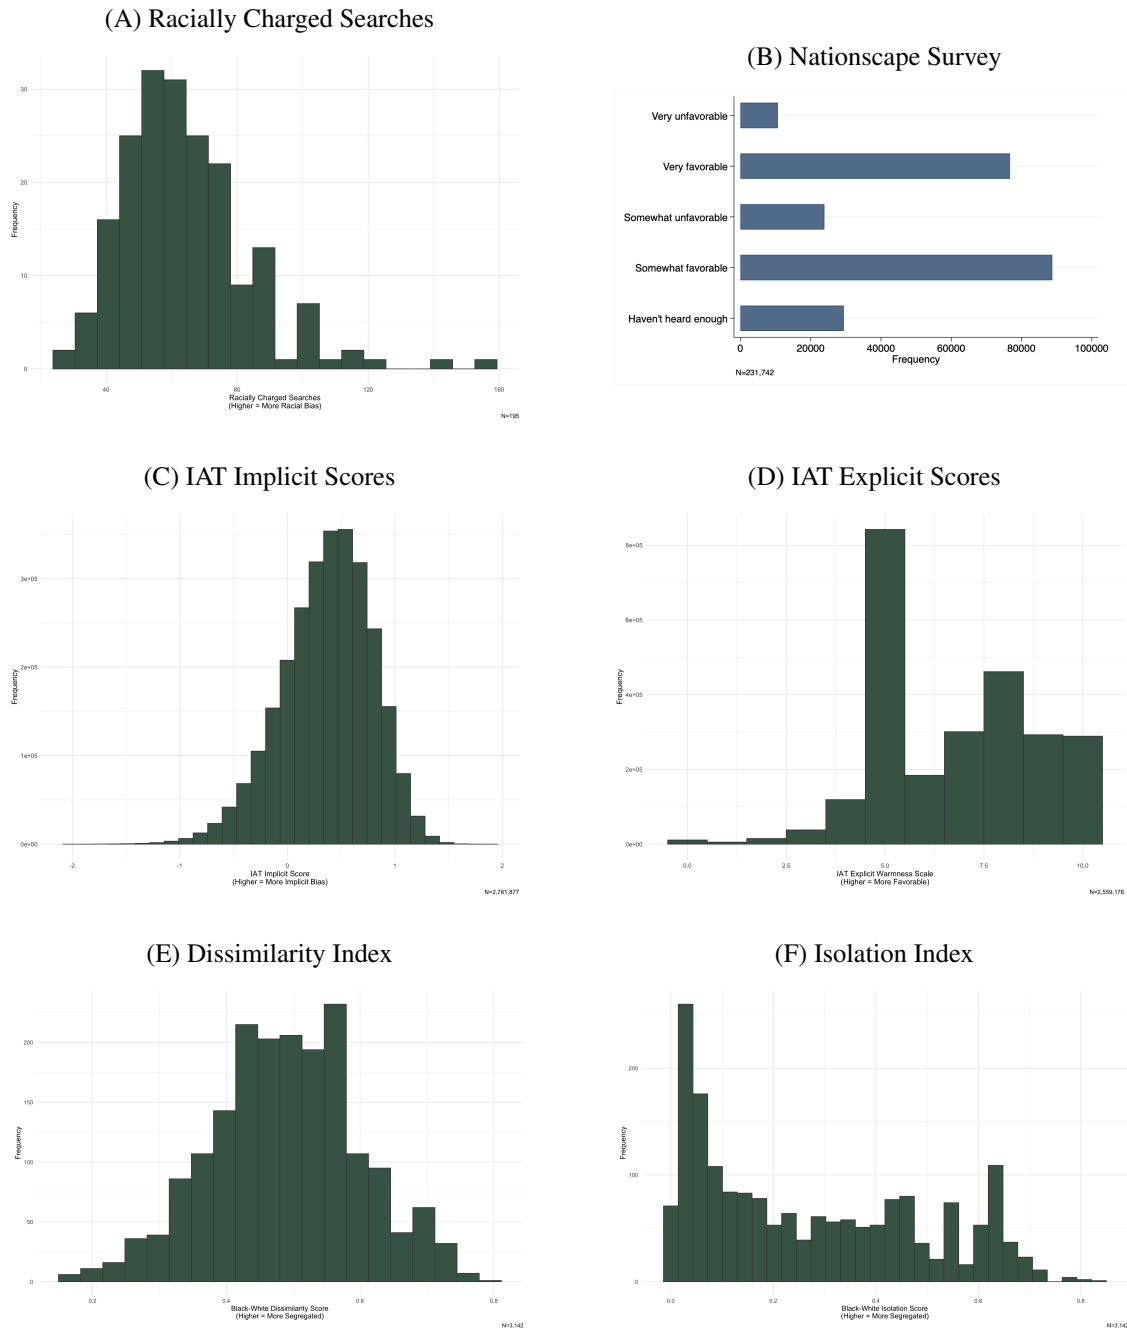 (A) Racially Charged Searches
30
20
10
0
Frequency
40 80 120 160
Racially Charged Searches
(Higher = More Racial Bias)
N=195
(B) Nationscape Survey
Very unfavorable
Very favorable
Somewhat unfavorable
Somewhat favorable
Haven't heard enough
0 20000 40000 60000 80000 100000
Frequency
N=231,742
(C) IAT Implicit Scores
3e+05
2e+05
1e+05
0e+00
Frequency
-2 -1 0 1 2
IAT Implicit Score
(Higher = More Implicit Bias)
N=2,761,877
(D) IAT Explicit Scores
8e+05
6e+05
4e+05
2e+05
0e+00
Frequency
0.0 2.5 5.0 7.5 10.0
IAT Explicit Warmness Scale
(Higher = More Favorable)
N=2,559,176
(E) Dissimilarity Index
200
150
100
50
0
Frequency
0.2 0.4 0.6 0.8
Black-White Dissimilarity Score
(Higher = More Segregated)
N=3,142
(F) Isolation Index
200
100
0
Frequency
0.0 0.2 0.4 0.6 0.8
Black-White Isolation Score
(Higher = More Segregated)
N=3,142